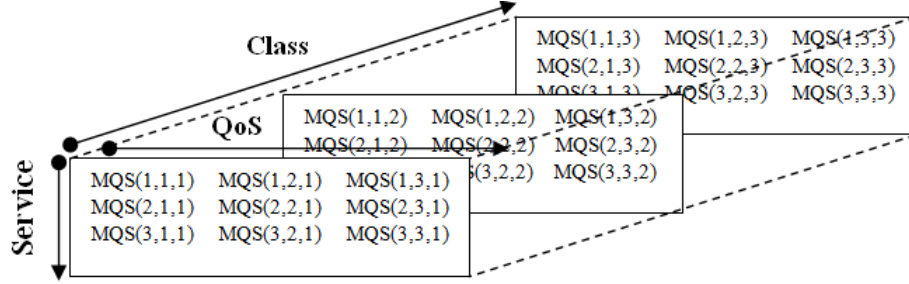 Class
MQS(1,1,3) MQS(1,2,3) MQS(1,3,3)
MQS(2,1,3) MQS(2,2,3) MQS(2,3,3)
MQS(3,1,3) MQS(3,2,3) MQS(3,3,3)
QoS
MQS(1,1,2) MQS(1,2,2) MQS(1,3,2)
MQS(2,1,2) MQS(2,2,2) MQS(2,3,2)
S(3,2,2) MQS(3,3,2)
Service
MQS(1,1,1) MQS(1,2,1) MQS(1,3,1)
MQS(2,1,1) MQS(2,2,1) MQS(2,3,1)
MQS(3,1,1) MQS(3,2,1) MQS(3,3,1)